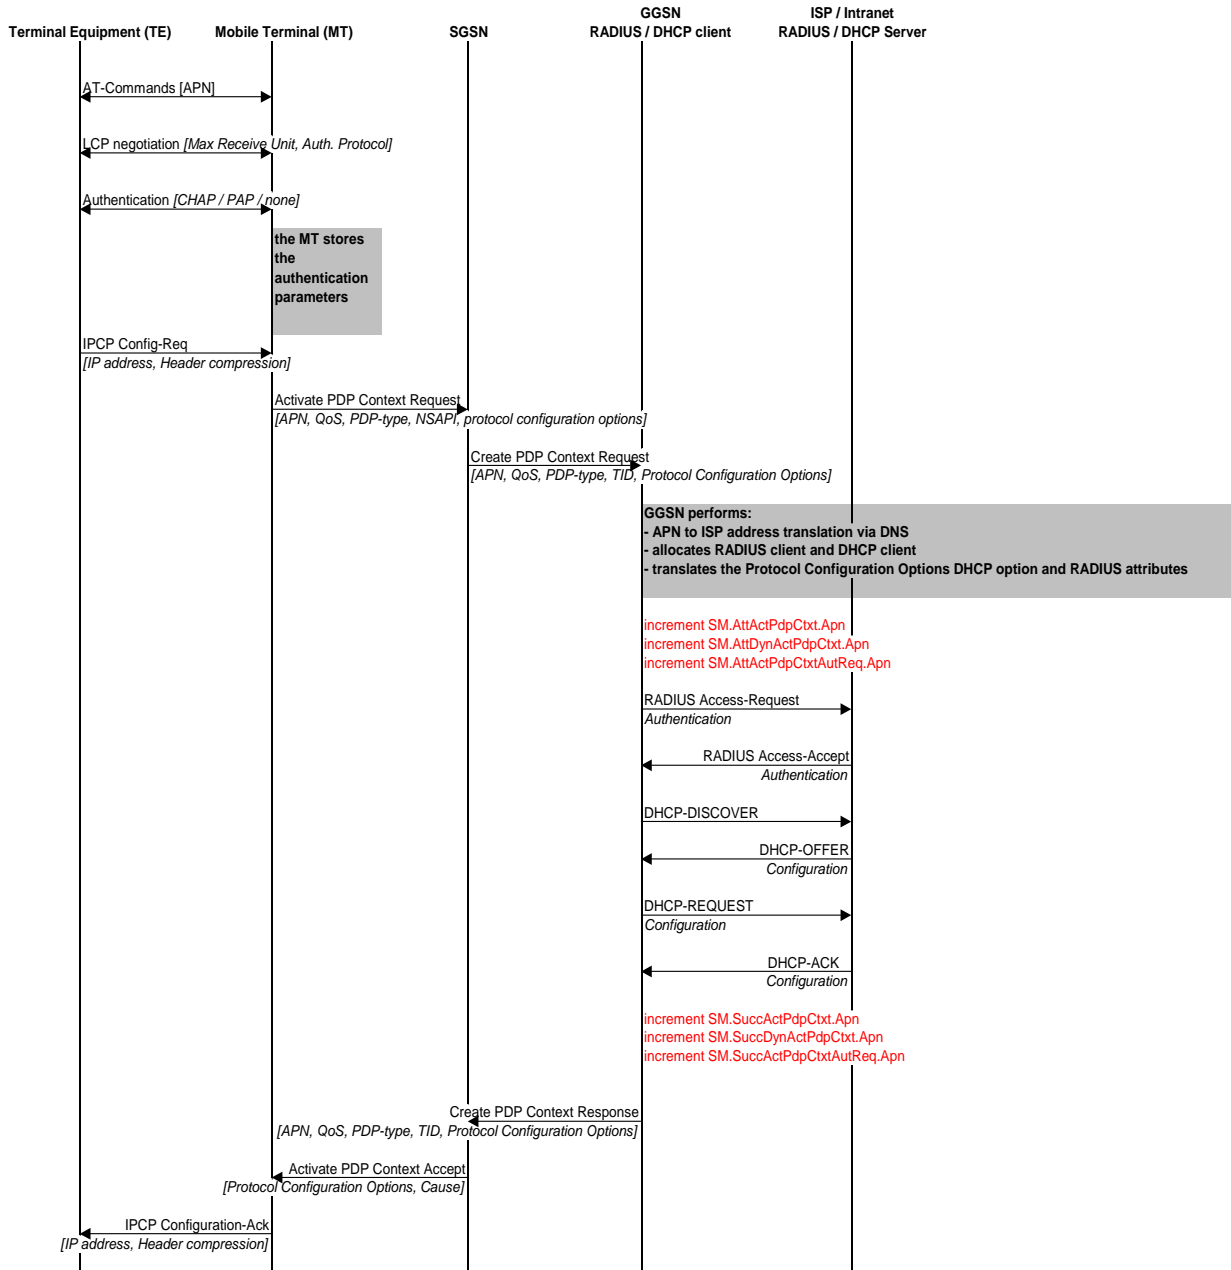 GGSN
ISP / Intranet
Terminal Equipment (TE)
Mobile Terminal (MT)
SGSN
RADIUS / DHCP client
RADIUS / DHCP Server
AT-Commands [APN]
LCP negotiation [Max Receive Unit, Auth. Protocol]
Authentication [CHAP / PAP / none]
the MT stores
the
authentication
parameters
IPCP Config-Req
[IP address, Header compression]
Activate PDP Context Request
[APN, QoS, PDP-type, NSAPI, protocol configuration options]
Create PDP Context Request
[APN, QoS, PDP-type, TID, Protocol Configuration Options]
GGSN performs:
- APN to ISP address translation via DNS
- allocates RADIUS client and DHCP client
- translates the Protocol Configuration Options DHCP option and RADIUS attributes
increment SM.AttActPdpCtxt.Apn
increment SM.AttDynActPdpCtxt.Apn
increment SM.AttActPdpCtxtAutReq.Apn
RADIUS Access-Request
Authentication
RADIUS Access-Accept
Authentication
DHCP-DISCOVER
DHCP-OFFER
Configuration
DHCP-REQUEST
Configuration
DHCP-ACK
Configuration
increment SM.SuccActPdpCtxt.Apn
increment SM.SuccDynActPdpCtxt.Apn
increment SM.SuccActPdpCtxtAutReq.Apn
Create PDP Context Response
[APN, QoS, PDP-type, TID, Protocol Configuration Options]
Activate PDP Context Accept
[Protocol Configuration Options, Cause]
IPCP Configuration-Ack
[IP address, Header compression]